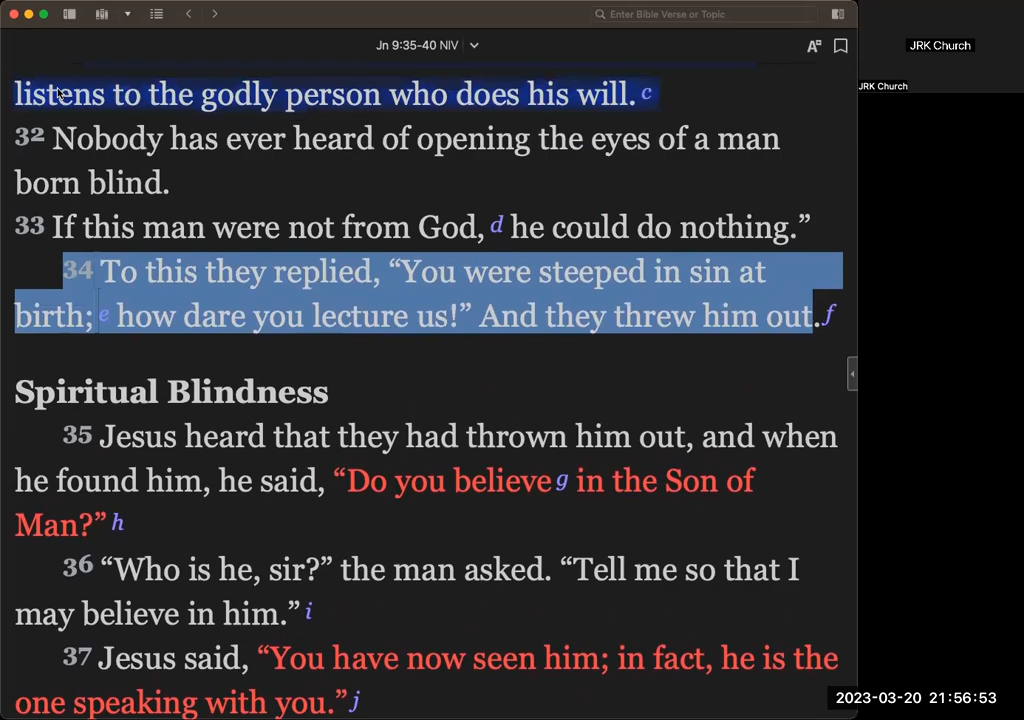 Enter Bible Verse or Topic
Jn 9:35-40 NIV
JRK Church
JRK Church
listens to the godly person who does his will. c
32 Nobody has ever heard of opening the eyes of a man
born blind.
33 If this man were not from God, d he could do nothing.”
34 To this they replied, “You were steeped in sin at
birth; e how dare you lecture us!” And they threw him out. f
Spiritual Blindness
35 Jesus heard that they had thrown him out, and when
he found him, he said, “Do you believe g in the Son of
Man?” h
36 “Who is he, sir?” the man asked. “Tell me so that I
may believe in him.” i
37 Jesus said, “You have now seen him; in fact, he is the
one speaking with you.” j
2023-03-20 21:56:53